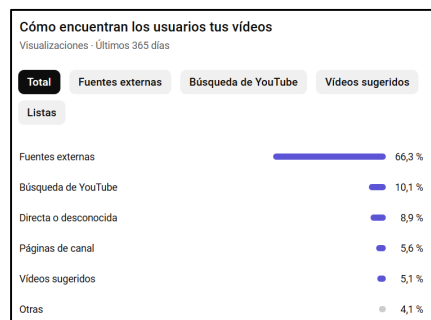 Cómo encuentran los usuarios tus vídeos
Visualizaciones · Últimos 365 días
Total Fuentes externas Búsqueda de YouTube Vídeos sugeridos
Listas
Fuentes externas 66,3 %
Búsqueda de YouTube 10,1 %
Directa o desconocida 8,9 %
Páginas de canal 5,6 %
Vídeos sugeridos 5,1 %
Otras 4,1 %